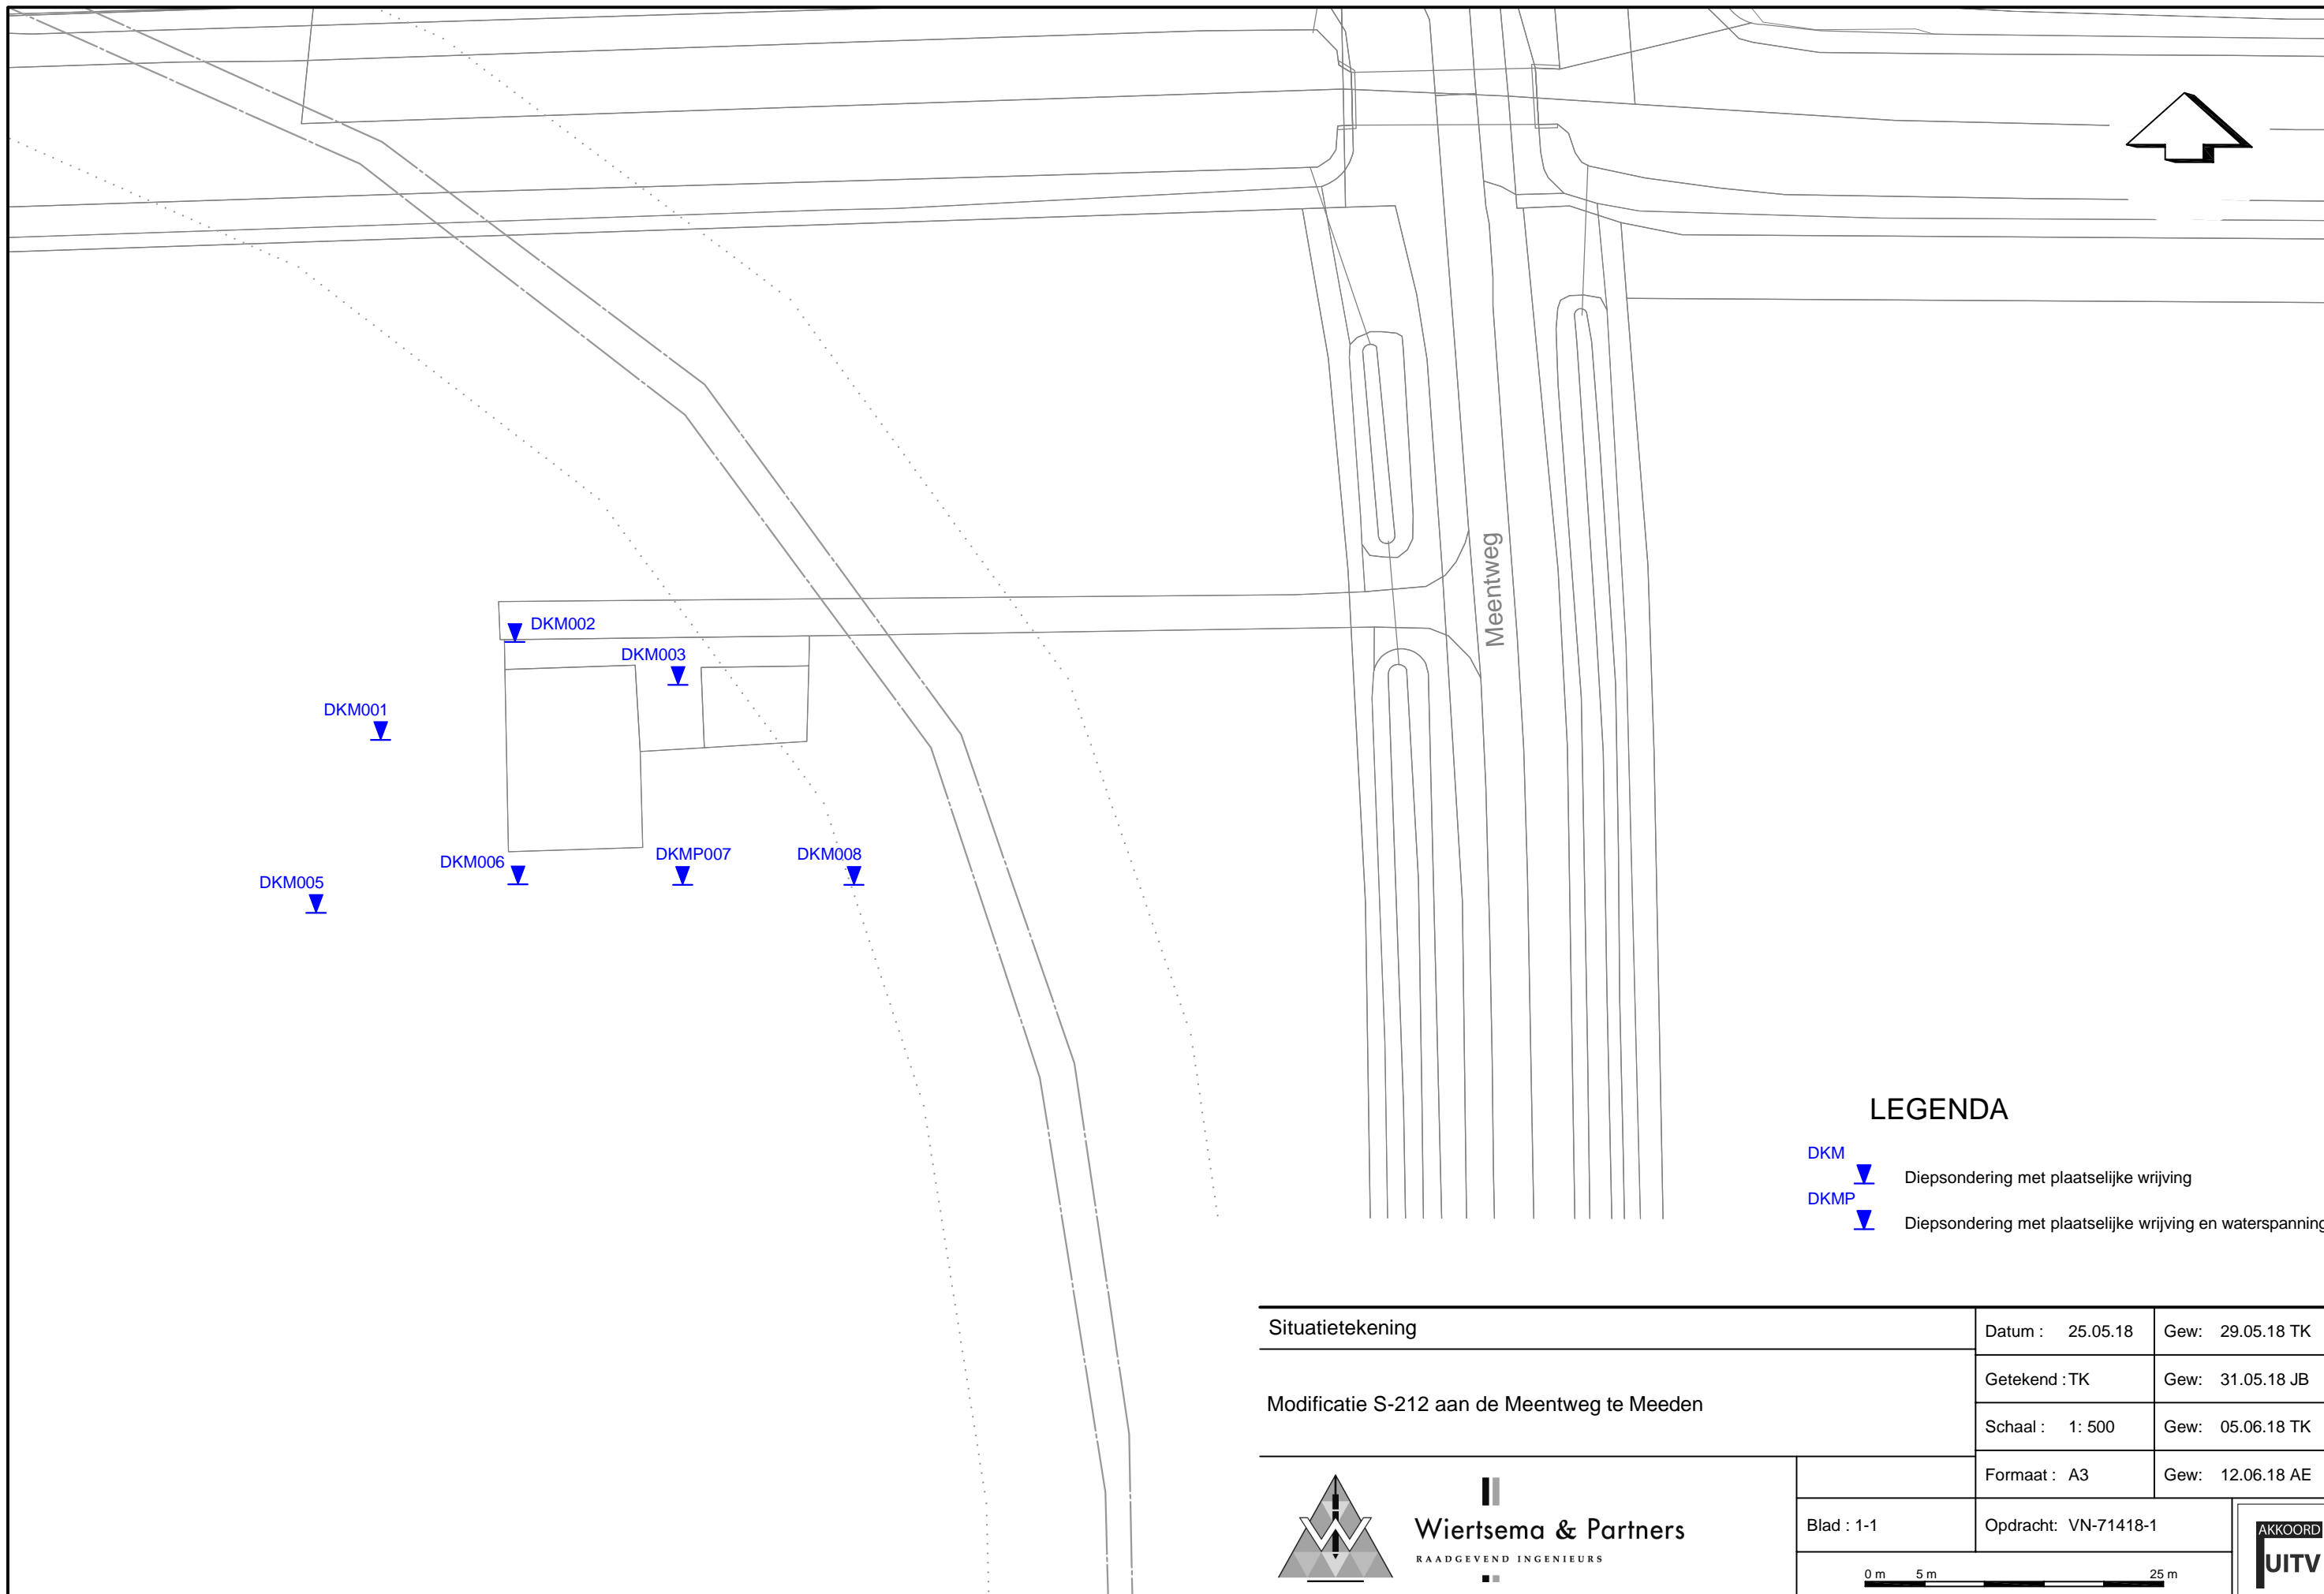 Meentweg
DKM002
DKM003
DKM001
DKM006
DKMP007
DKM008
DKM005
LEGENDA
DKM
Diepsondering met plaatselijke wrijving
DKMP
Diepsondering met plaatselijke wrijving en waterspanning
Situatietekening
Datum : 25.05.18
Gew: 29.05.18 TK
Modificatie S-212 aan de Meentweg te Meeden
Getekend : TK
Gew: 31.05.18 JB
Schaal : 1: 500
Gew: 05.06.18 TK
Formaat : A3
Gew: 12.06.18 AE
Wiertsema & Partners
RAADGEVEND INGENIEURS
Blad : 1-1
Opdracht: VN-71418-1
AKKOORD
UITV
0 m 5 m 25 m